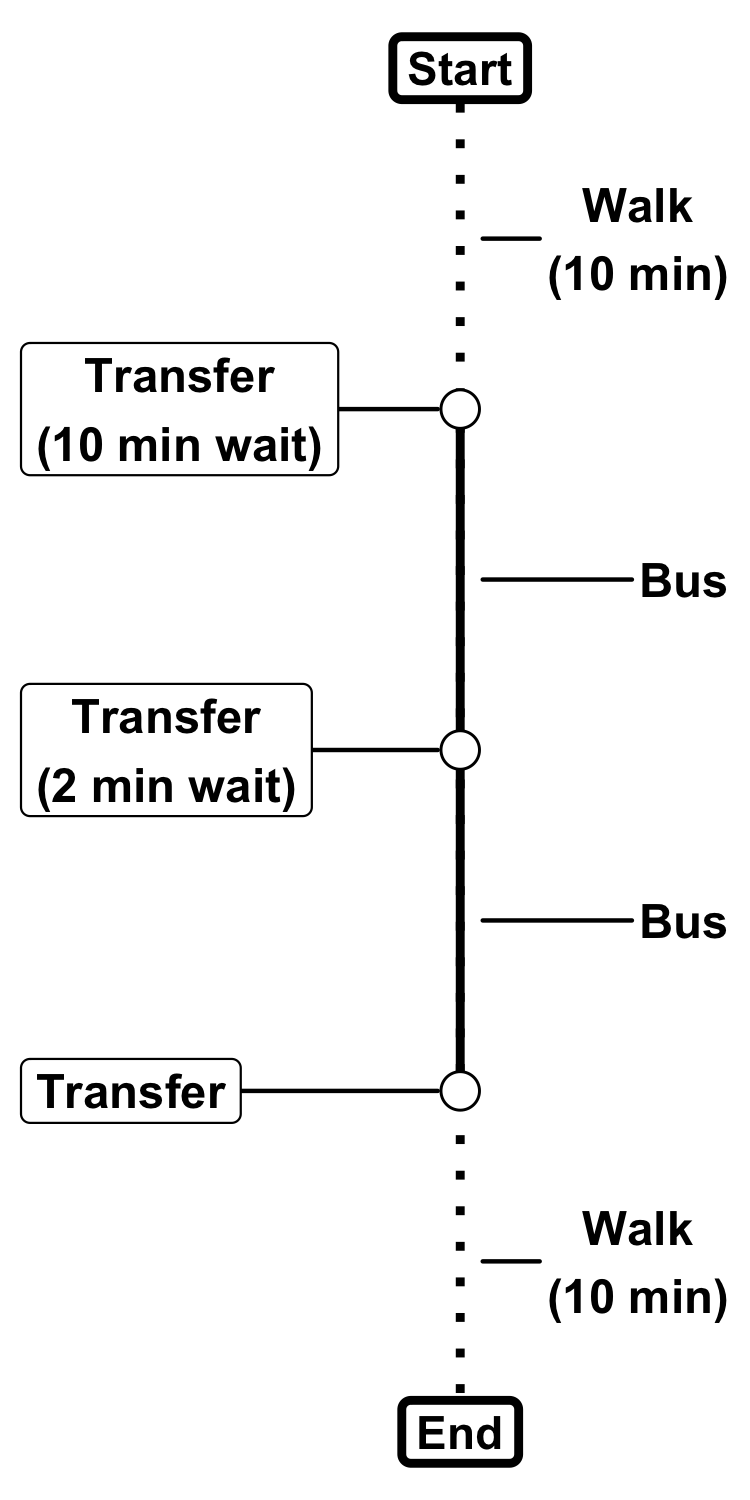 Start
Walk
(10 min)
Transfer
(10 min wait)
Bus
Transfer
(2 min wait)
Bus
Transfer
Walk
(10 min)
End